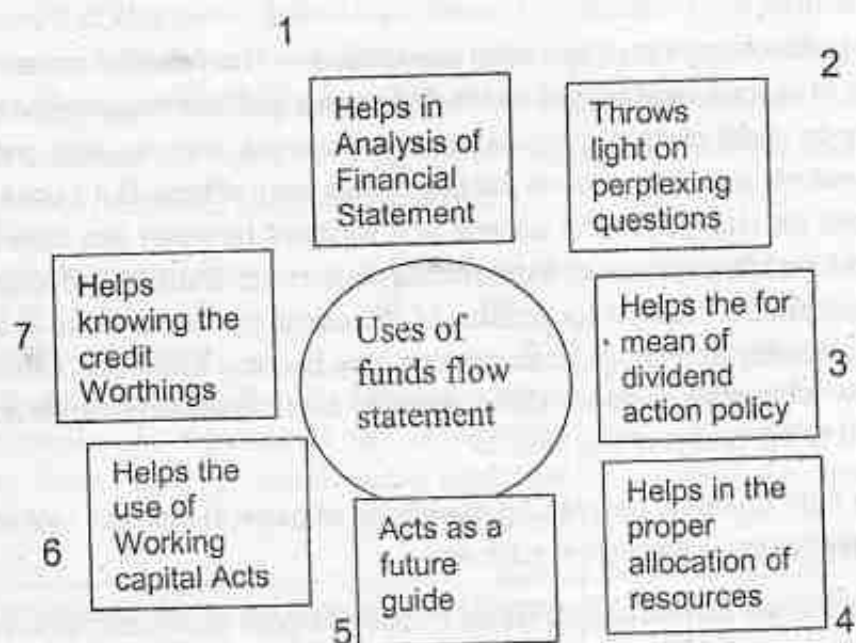 1
Helps in
Analysis of
Financial
Statement
2
Throws
light on
perplexing
questions
Helps the for
mean of
dividend
action policy
3
Helps in the
proper
allocation of
resources
4
Acts as a
future
guide
5
Helps the
use of
Working
capital Acts
6
Helps
knowing the
credit
Worthings
7
Uses of
funds flow
statement